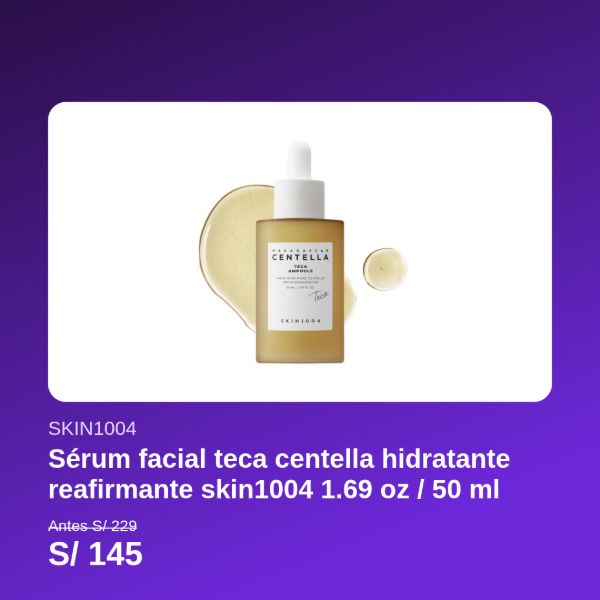 MADAGASCAR
CENTELLA
TECA
AMPOULE
Teca
SKIN1004
SKIN1004
Sérum facial teca centella hidratante
reafirmante skin1004 1.69 oz / 50 ml
Antes S/ 229
S/ 145